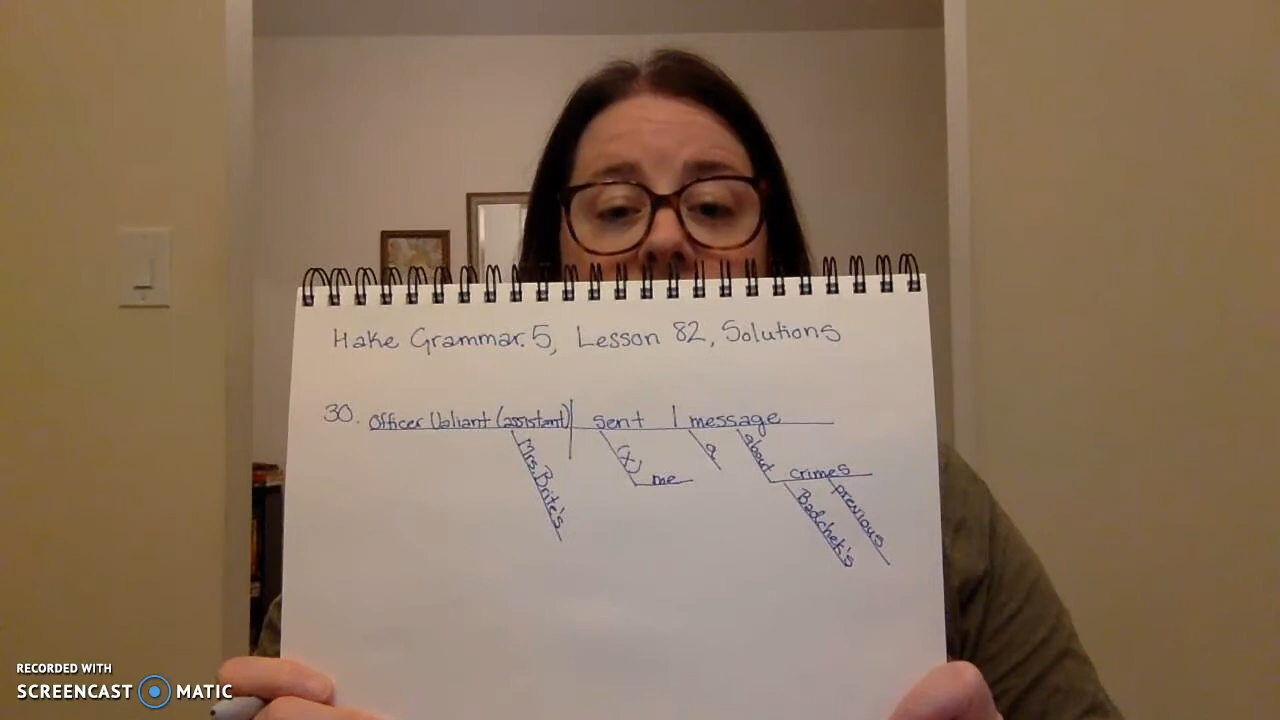 Hake Grammar 5, Lesson 82, Solutions
30. Officer Valiant (assistant) sent message
Mrs. Brite's
(x) me
a
about crimes
Badchek's
previous
RECORDED WITH
SCREENCAST MATIC